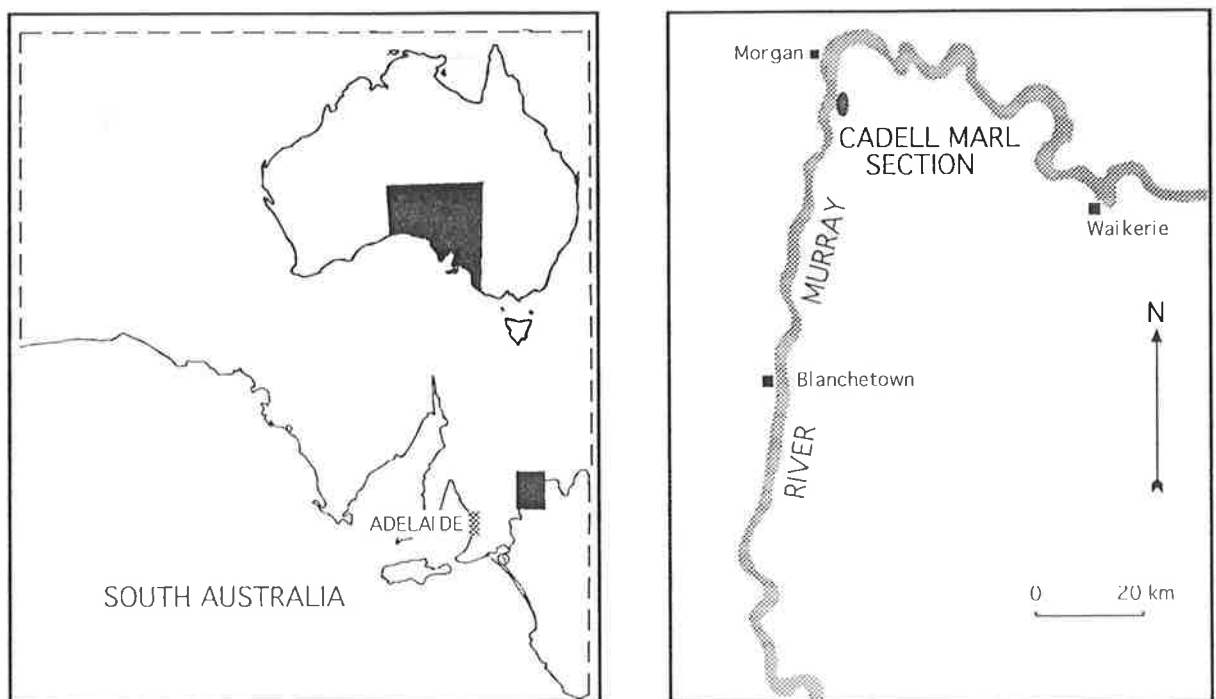 ADELAIDE
SOUTH AUSTRALIA
Morgan
CADELL MARL
SECTION
Waikerie
MURRAY
N
Blanchetown
RIVER
0 20 km